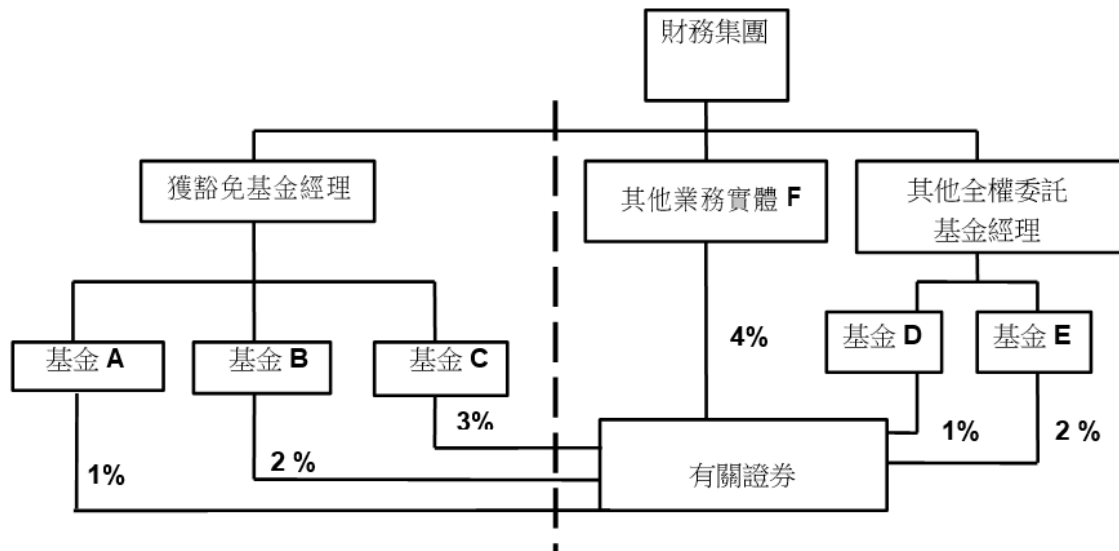 財務集團
獲豁免基金經理
其他業務實體 F
其他全權委託
基金經理
基金 A
基金 B
基金 C
4%
基金 D
基金 E
3%
1%
2 %
1%
2 %
有關證券